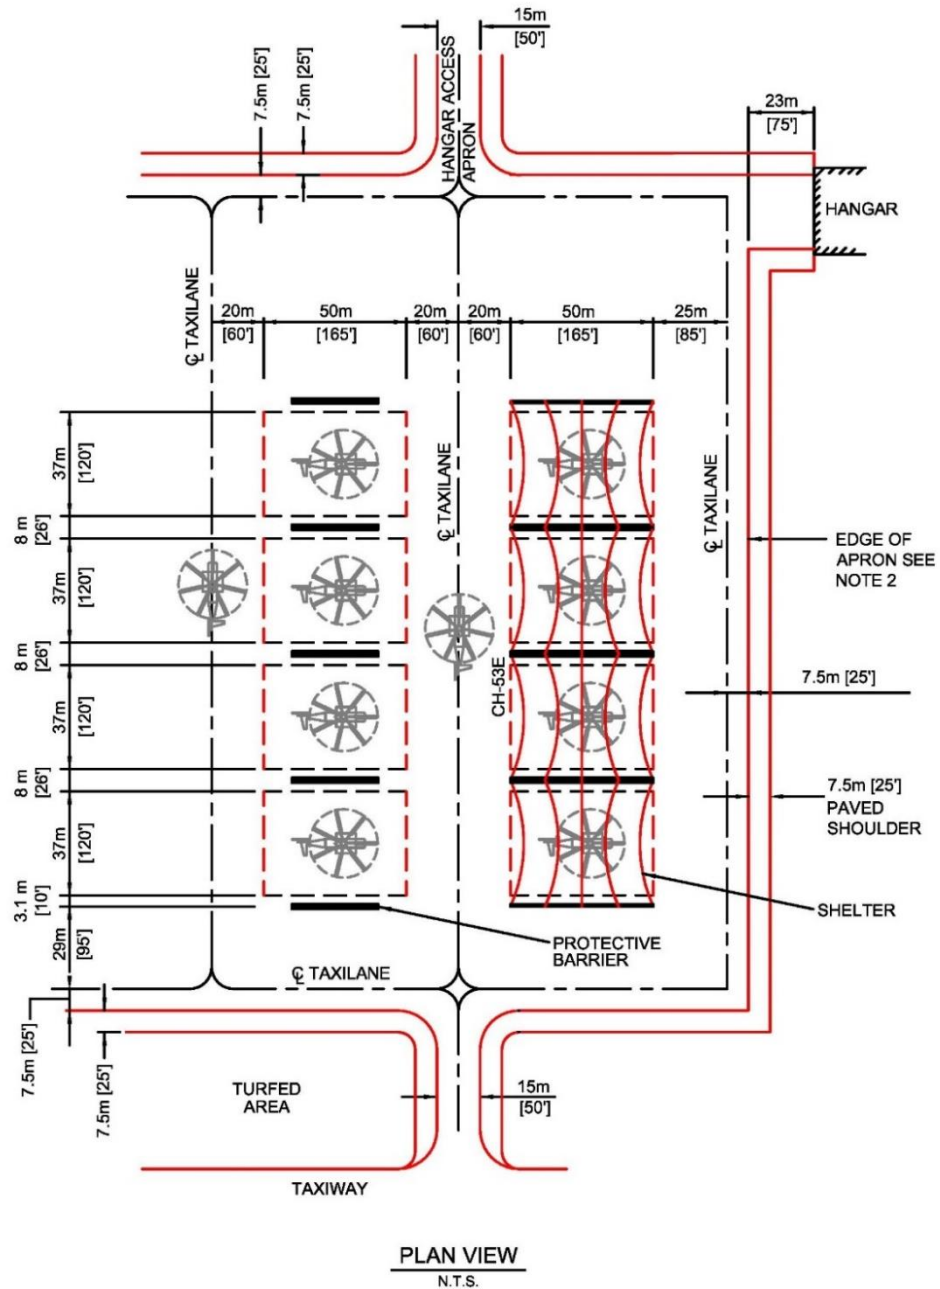 15m
[50']
7.5m [25']
7.5m [25']
HANGAR ACCESS
APRON
23m
[75']
HANGAR
℄ TAXILANE
20m
[60']
50m
[165']
20m
[60']
20m
[60']
50m
[165']
25m
[85']
37m
[120']
8 m
[26']
37m
[120']
8 m
[26']
37m
[120']
8 m
[26']
37m
[120']
3.1 m
[10']
29m
[95']
7.5m [25']
7.5m [25']
℄ TAXILANE
℄ TAXILANE
CH-53E
EDGE OF
APRON SEE
NOTE 2
7.5m [25']
7.5m [25']
PAVED
SHOULDER
SHELTER
PROTECTIVE
BARRIER
℄ TAXILANE
TURFED
AREA
15m
[50']
TAXIWAY
PLAN VIEW
N.T.S.